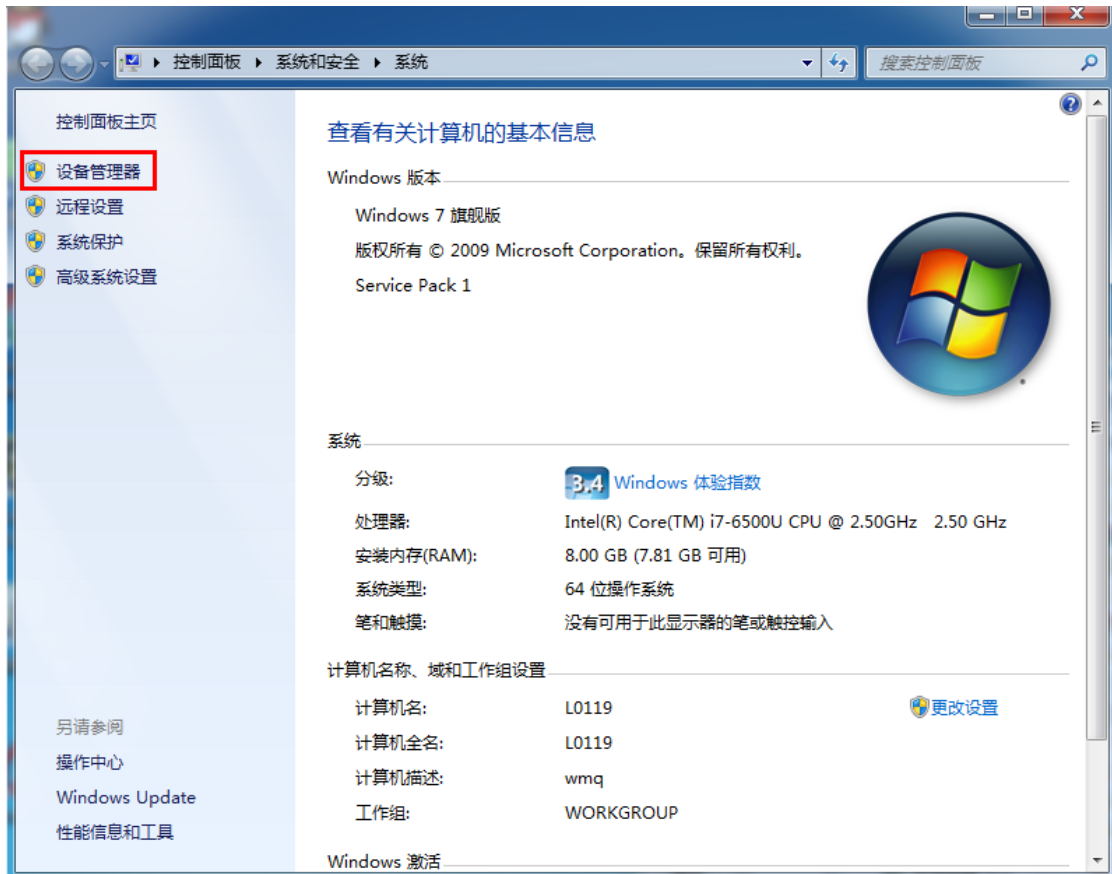 控制面板 ▸ 系统和安全 ▸ 系统
搜索控制面板
控制面板主页
设备管理器
远程设置
系统保护
高级系统设置
另请参阅
操作中心
Windows Update
性能信息和工具
查看有关计算机的基本信息
Windows 版本
Windows 7 旗舰版
版权所有 © 2009 Microsoft Corporation。保留所有权利。
Service Pack 1
系统
分级: 3.4 Windows 体验指数
处理器: Intel(R) Core(TM) i7-6500U CPU @ 2.50GHz 2.50 GHz
安装内存(RAM): 8.00 GB (7.81 GB 可用)
系统类型: 64 位操作系统
笔和触摸: 没有可用于此显示器的笔或触控输入
计算机名称、域和工作组设置
计算机名: L0119 更改设置
计算机全名: L0119
计算机描述: wmq
工作组: WORKGROUP
Windows 激活